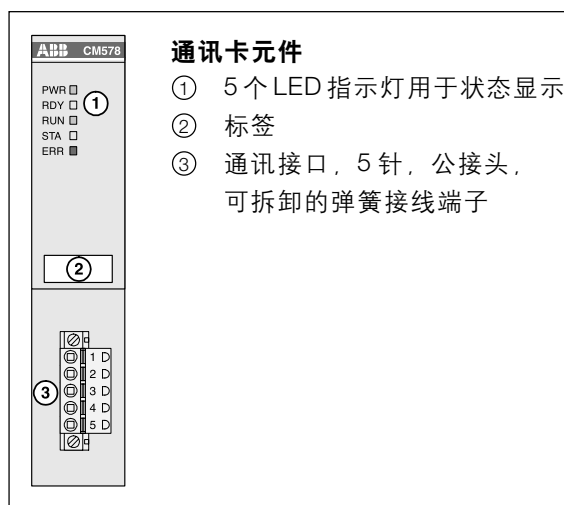 ABB CM578
PWR
RDY
RUN
STA
ERR
①
②
③
1
2
3
4
5
通讯卡元件
① 5个LED指示灯用于状态显示
② 标签
③ 通讯接口，5针，公接头，
可拆卸的弹簧接线端子